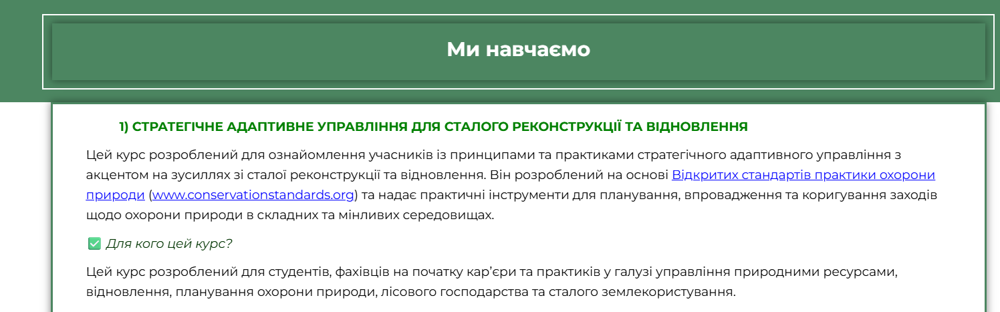 Ми навчаємо
1) СТРАТЕГІЧНЕ АДАПТИВНЕ УПРАВЛІННЯ ДЛЯ СТАЛОГО РЕКОНСТРУКЦІЇ ТА ВІДНОВЛЕННЯ
Цей курс розроблений для ознайомлення учасників із принципами та практиками стратегічного адаптивного управління з
акцентом на зусиллях зі сталої реконструкції та відновлення. Він розроблений на основі Відкритих стандартів практики охорони
природи (www.conservationstandards.org) та надає практичні інструменти для планування, впровадження та коригування заходів
щодо охорони природи в складних та мінливих середовищах.
✅ Для кого цей курс?
Цей курс розроблений для студентів, фахівців на початку кар’єри та практиків у галузі управління природними ресурсами,
відновлення, планування охорони природи, лісового господарства та сталого землекористування.